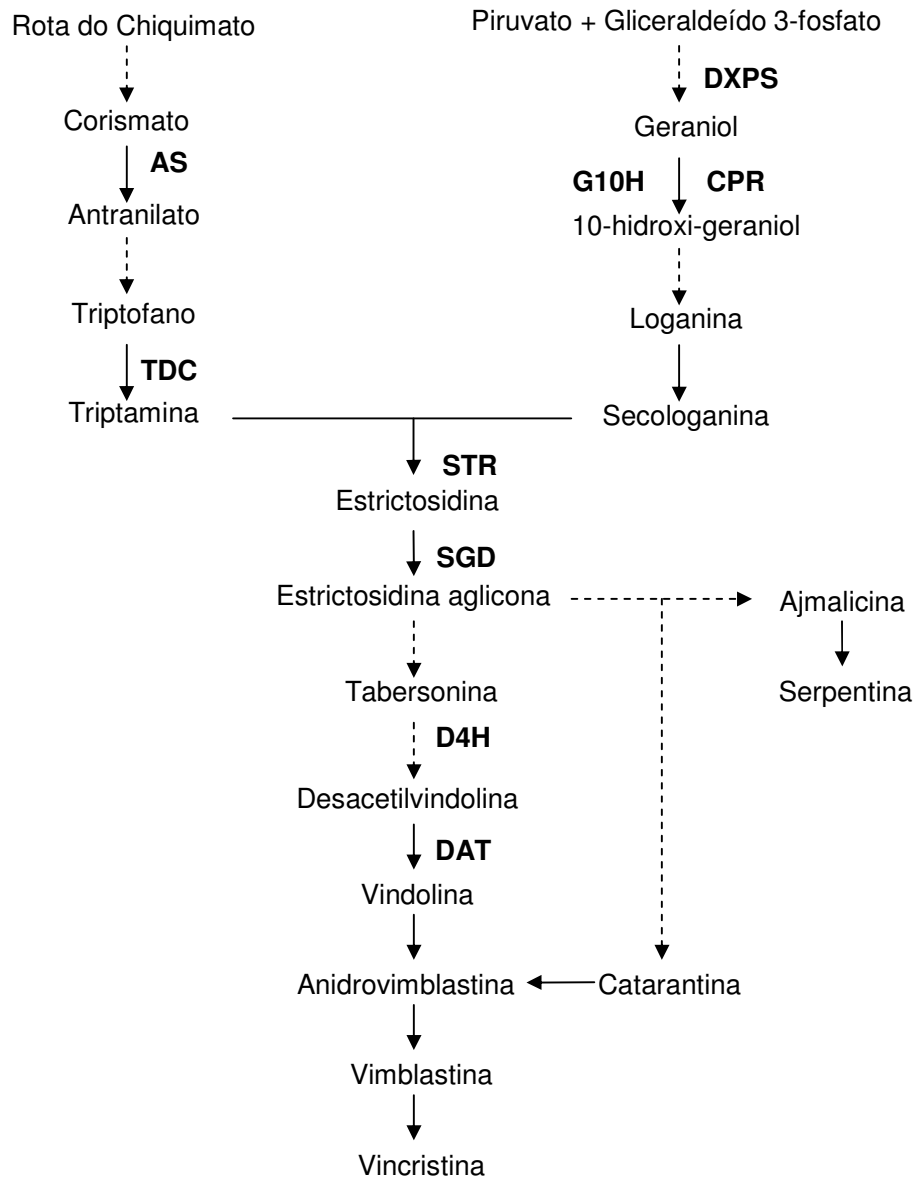 Rota do Chiquimato
Piruvato + Gliceraldeído 3-fosfato
DXPS
Corismato
Geraniol
AS
G10H
CPR
Antranilato
10-hidroxi-geraniol
Triptofano
Loganina
TDC
Triptamina
Secologanina
STR
Estrictosidina
SGD
Estrictosidina aglicona
Ajmalicina
Tabersonina
Serpentina
D4H
Desacetilvindolina
DAT
Vindolina
Anidrovimblastina
Catarantina
Vimblastina
Vincristina